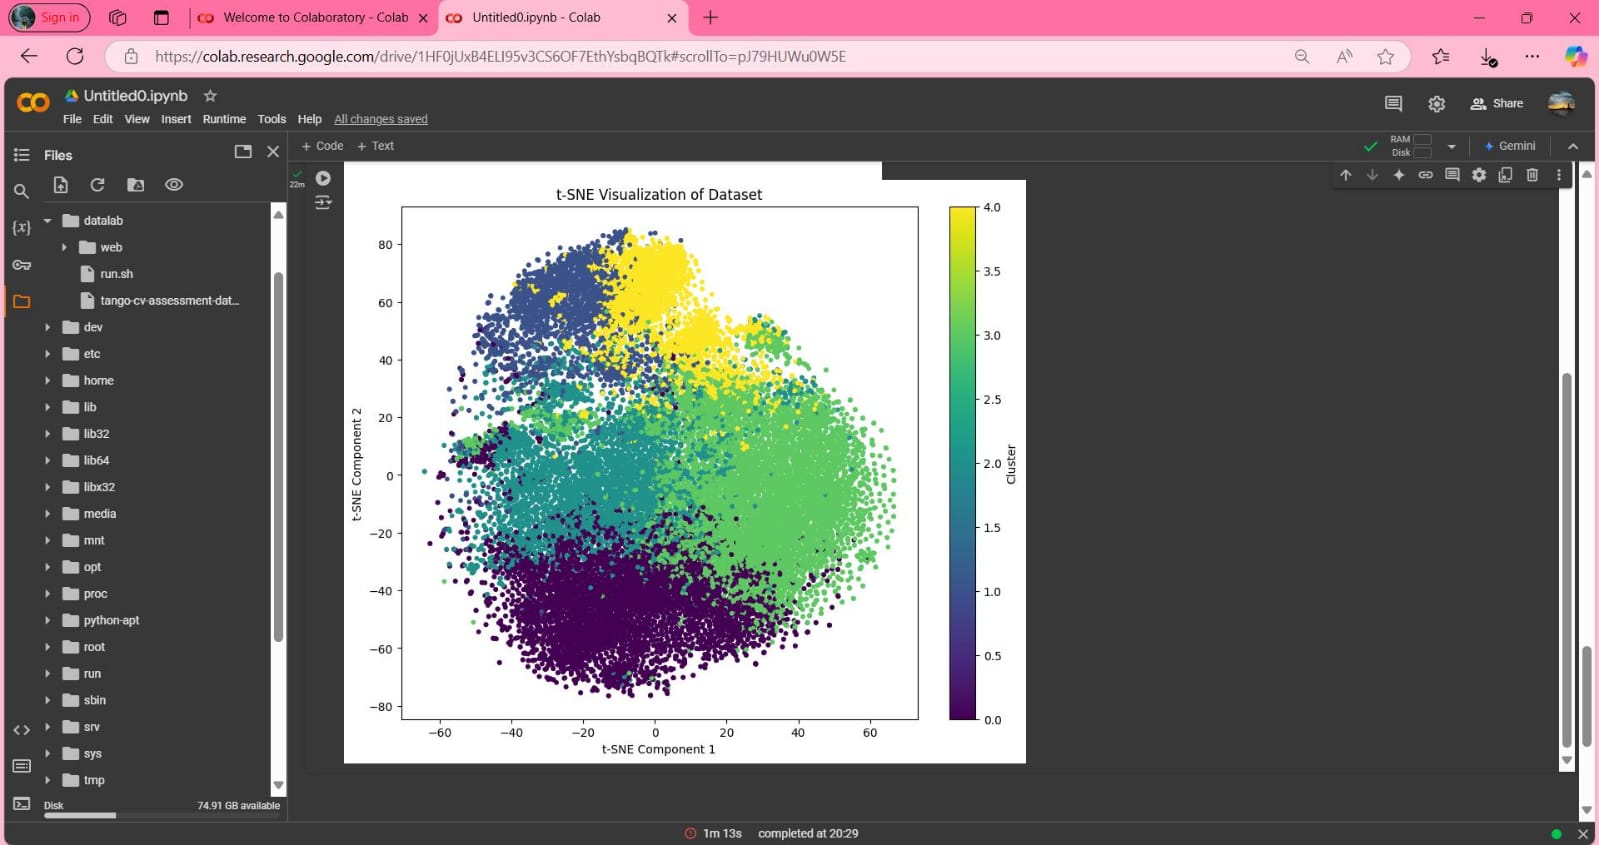 Sign in
Welcome to Colaboratory - Colab
Untitled0.ipynb - Colab
https://colab.research.google.com/drive/1HF0jUxB4ELI95v3CS6OF7EthYsbqBQTk#scrollTo=pJ79HUWu0W5E
Untitled0.ipynb
File Edit View Insert Runtime Tools Help All changes saved
Share
Files
+ Code + Text
RAM
Disk
Gemini
22m
datalab
web
run.sh
tango-cv-assessment-dat...
dev
etc
home
lib
lib32
lib64
libx32
media
mnt
opt
proc
python-apt
root
run
sbin
srv
sys
tmp
Disk 74.91 GB available
t-SNE Visualization of Dataset
t-SNE Component 2
80
60
40
20
0
−20
−40
−60
−80
−60 −40 −20 0 20 40 60
t-SNE Component 1
4.0
3.5
3.0
2.5
2.0
1.5
1.0
0.5
0.0
Cluster
1m 13s completed at 20:29